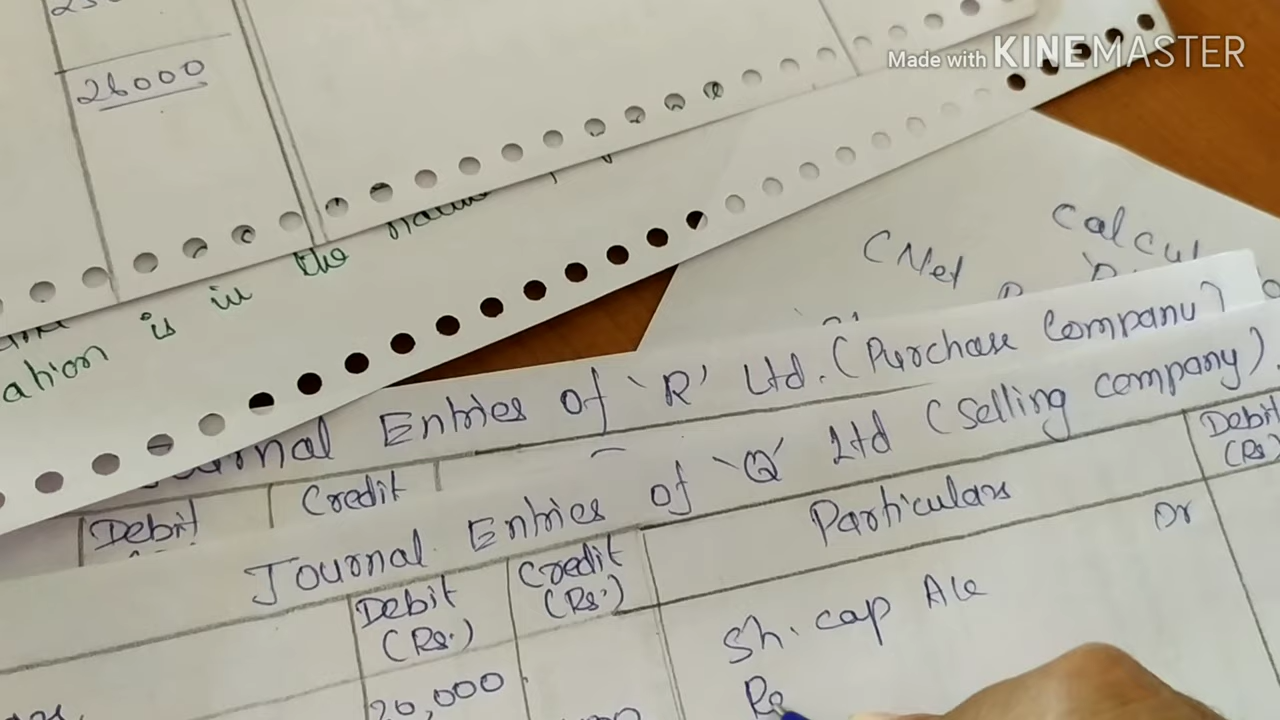 Made with KINEMASTER
26000
ation is in the
Calcul
(Net
Journal Entries of 'R' Ltd. (Purchase Company)
Debit Credit
Journal Entries of 'Q' Ltd (Selling company)
Debit (Rs.) Credit (Rs.) Particulars Debit (Rs)
20,000 Sh. cap A/c Dr
Re